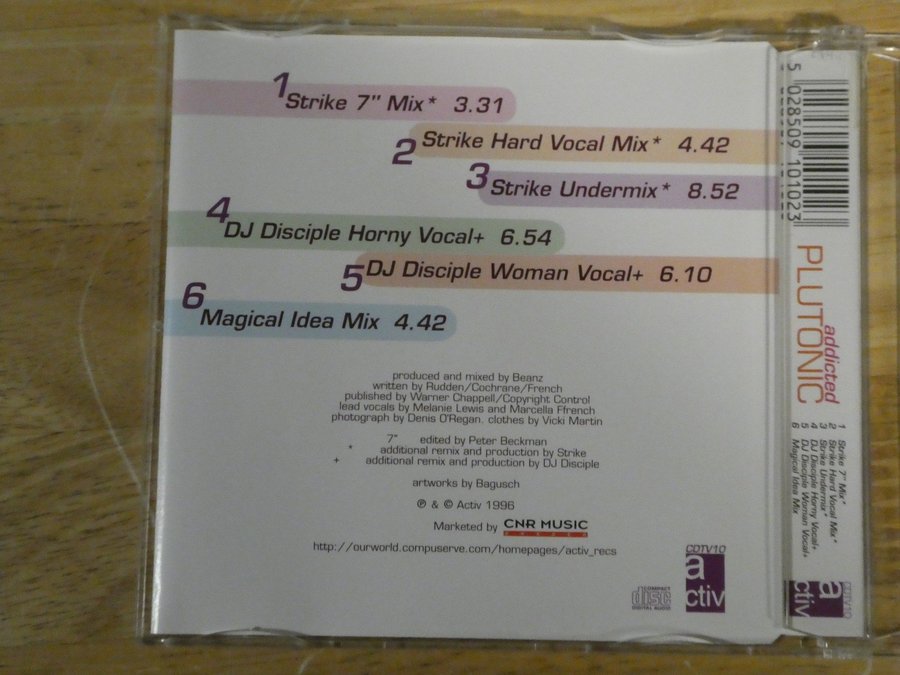 1
Strike 7" Mix* 3.31
2
Strike Hard Vocal Mix* 4.42
3
Strike Undermix* 8.52
4
DJ Disciple Horny Vocal+ 6.54
5
DJ Disciple Woman Vocal+ 6.10
6
Magical Idea Mix 4.42
produced and mixed by Beanz
written by Rudden/Cochrane/French
published by Warner Chappell/Copyright Control
lead vocals by Melanie Lewis and Marcella Ffrench
photograph by Denis O'Regan. clothes by Vicki Martin
7" edited by Peter Beckman
* additional remix and production by Strike
+ additional remix and production by DJ Disciple
artworks by Bagusch
℗ & © Activ 1996
Marketed by CNR MUSIC
http://ourworld.compuserve.com/homepages/activ_recs
COMPACT
disc
DIGITAL AUDIO
CDTV10
a
ctiv
5 028509 101023
addicted
PLUTONIC
1 Strike 7" Mix*
2 Strike Hard Vocal Mix*
3 Strike Undermix*
4 DJ Disciple Horny Vocal+
5 DJ Disciple Woman Vocal+
6 Magical Idea Mix
CDTV10
a
ctiv